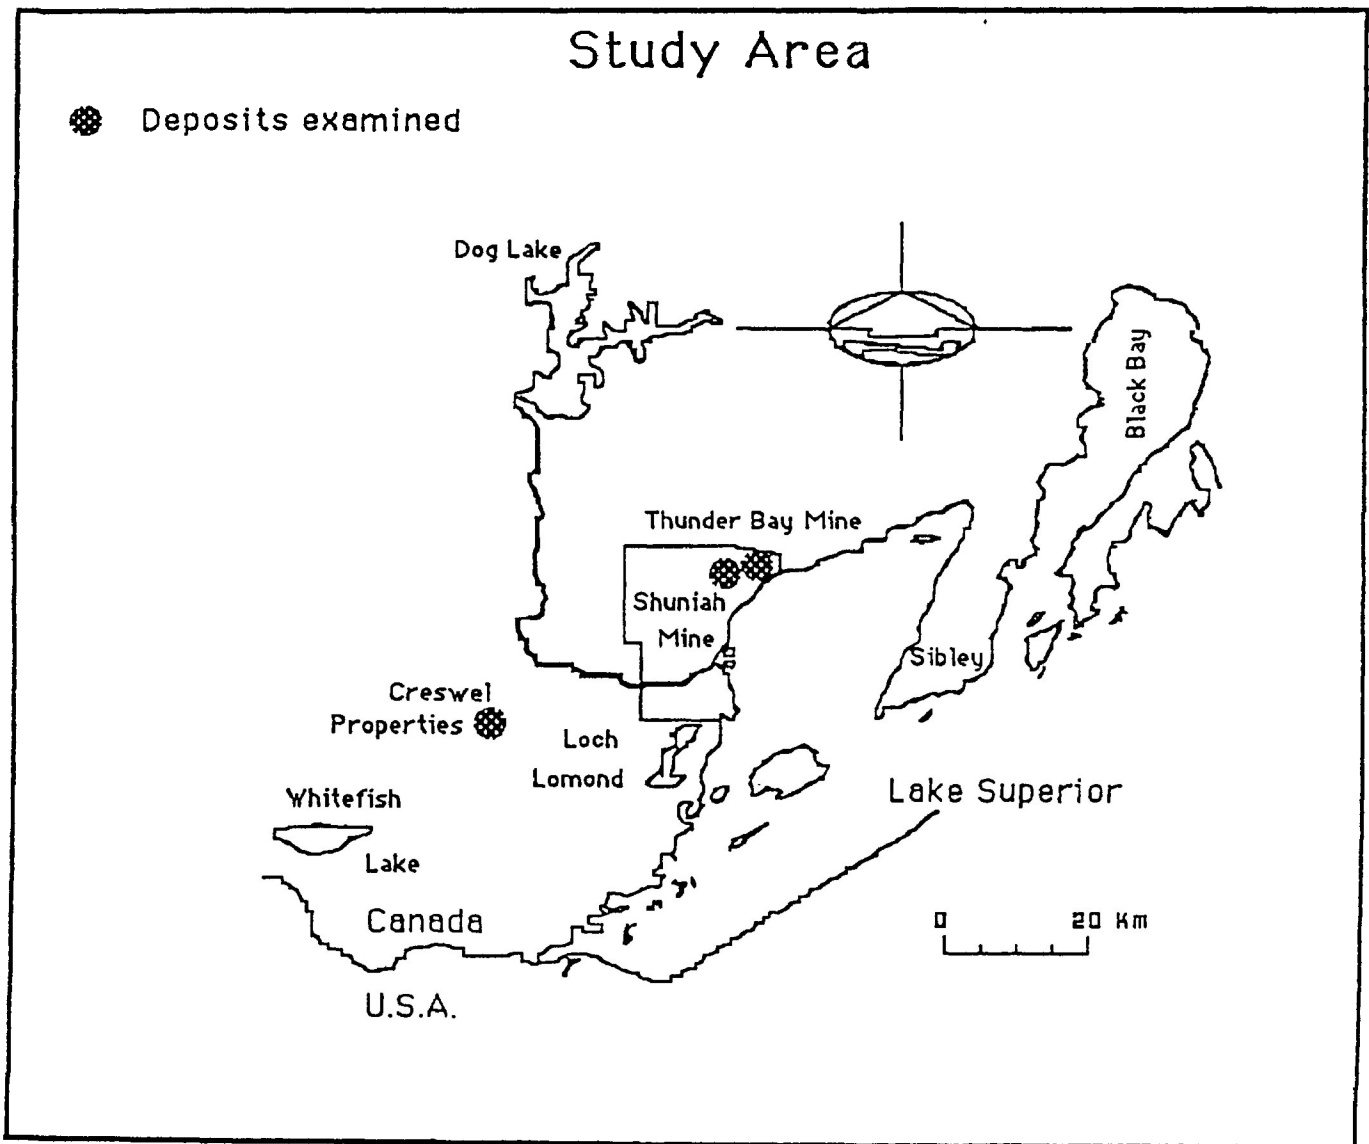 Study Area
Deposits examined
Dog Lake
Black Bay
Thunder Bay Mine
Shuniah
Mine
Sibley
Creswel
Properties
Loch
Lomond
Lake Superior
Whitefish
Lake
Canada
0 20 Km
U.S.A.